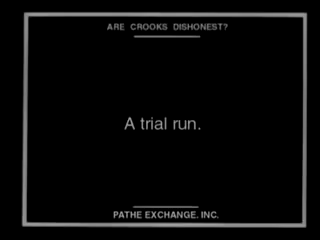 ARE CROOKS DISHONEST?
A trial run.
PATHE EXCHANGE. INC.